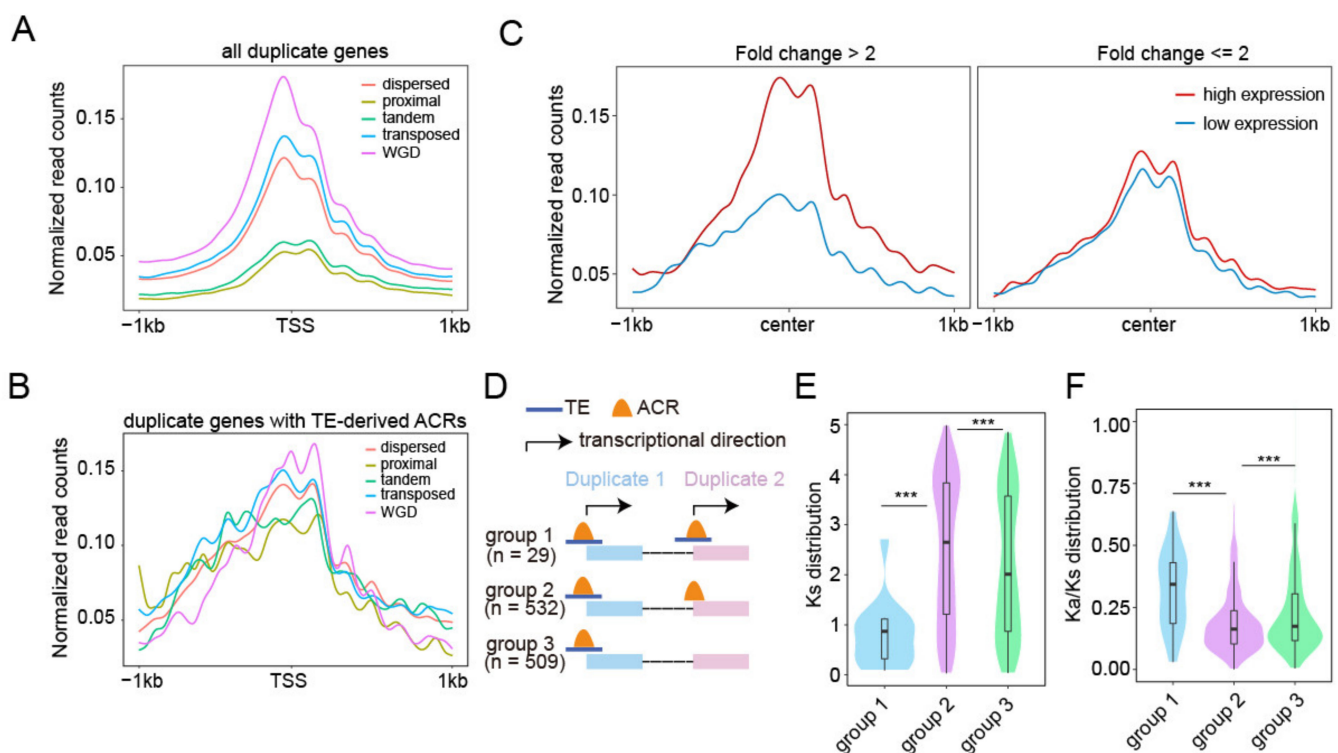 A
all duplicate genes
Normalized read counts
0.15
0.10
0.05
dispersed
proximal
tandem
transposed
WGD
−1kb
TSS
1kb
C
Fold change > 2
Fold change <= 2
Normalized read counts
0.15
0.10
0.05
high expression
low expression
−1kb
center
1kb
−1kb
center
1kb
B
duplicate genes with TE-derived ACRs
Normalized read counts
0.15
0.10
0.05
dispersed
proximal
tandem
transposed
WGD
−1kb
TSS
1kb
D
TE
ACR
transcriptional direction
Duplicate 1
Duplicate 2
group 1
(n = 29)
group 2
(n = 532)
group 3
(n = 509)
E
Ks distribution
5
4
3
2
1
0
***
***
group 1
group 2
group 3
F
Ka/Ks distribution
1.00
0.75
0.50
0.25
0.00
***
***
group 1
group 2
group 3